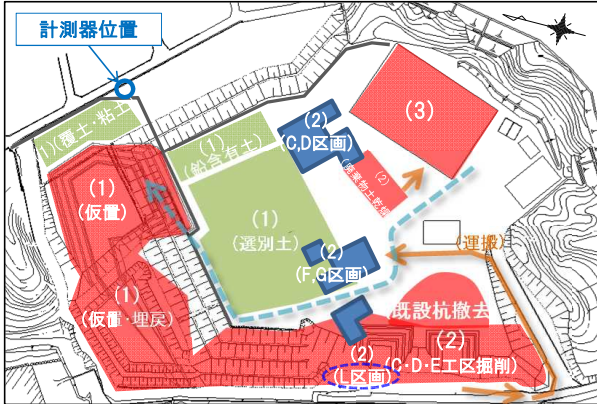 計測器位置
(1)(覆土・粘土)
(1)
(鉛含有土)
(2)
(C,D区画)
(3)
(2)
(1)
(仮置)
(1)
(選別土)
(運搬)
(2)
(F,G区画)
(1)
(仮置・埋戻)
既設杭撤去
(2)
(C・D・E工区掘削)
(2)
(L区画)